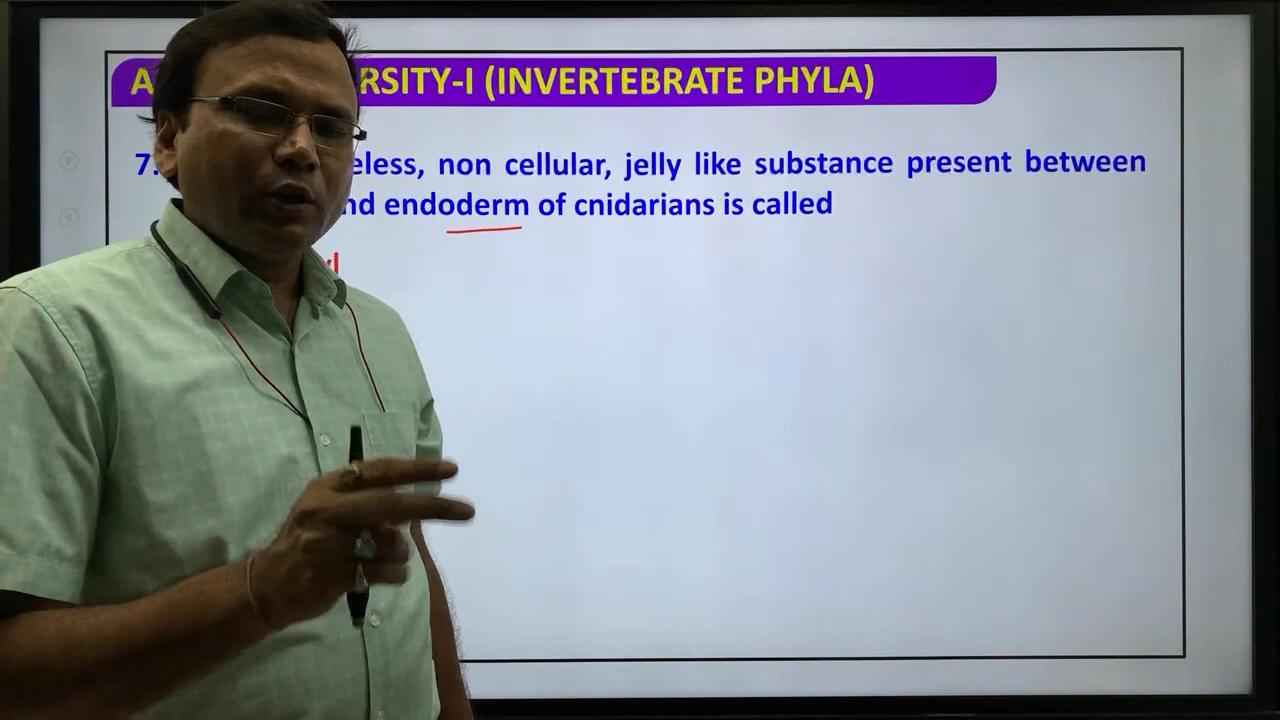 A RSITY-I (INVERTEBRATE PHYLA)
7. eless, non cellular, jelly like substance present between
nd endoderm of cnidarians is called